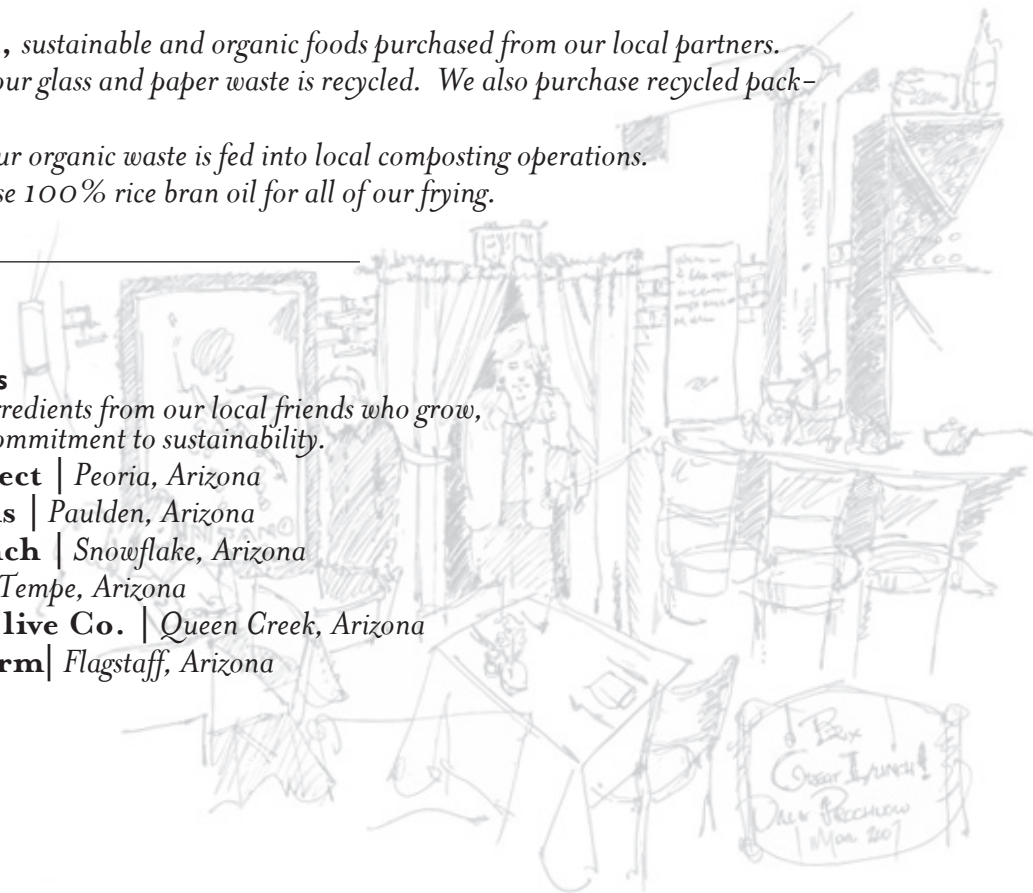 , sustainable and organic foods purchased from our local partners.
our glass and paper waste is recycled. We also purchase recycled pack-
ur organic waste is fed into local composting operations.
se 100% rice bran oil for all of our frying.
s
redients from our local friends who grow,
ommitment to sustainability.
ect | Peoria, Arizona
s | Paulden, Arizona
ch | Snowflake, Arizona
Tempe, Arizona
live Co. | Queen Creek, Arizona
rm| Flagstaff, Arizona
Brix
Great Lunch!
Mar 2007